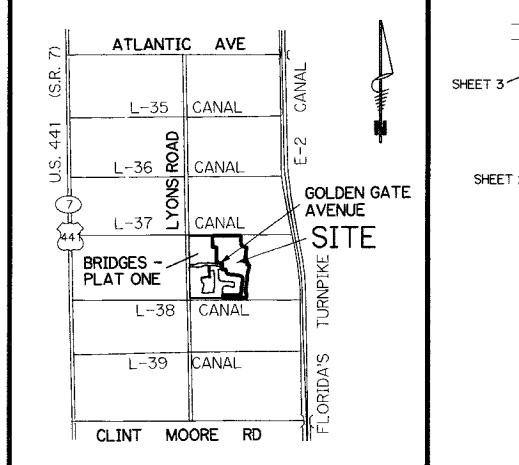 ATLANTIC AVE
U.S. 441 (S.R. 7)
E-2 CANAL
SHEET 3
L-35 CANAL
LYONS ROAD
L-36 CANAL
SHEET
GOLDEN GATE
AVENUE
7
441
L-37 CANAL
SITE
BRIDGES -
PLAT ONE
L-38 CANAL
FLORIDA'S TURNPIKE
L-39 CANAL
CLINT MOORE RD